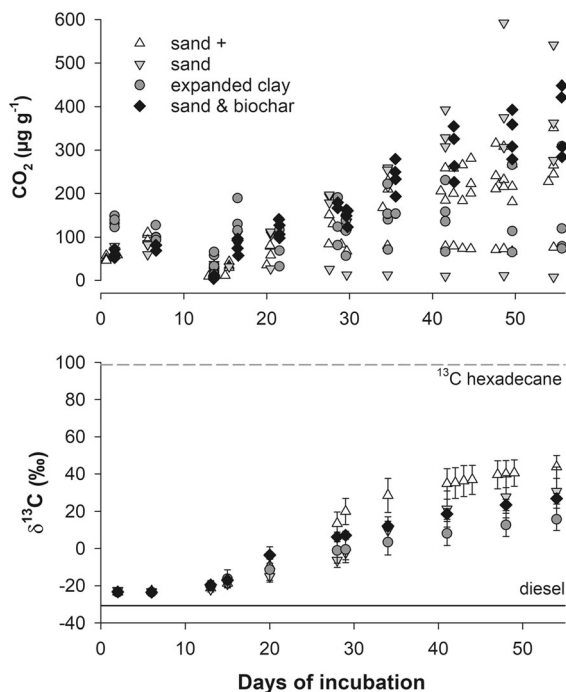 600
500
400
300
200
100
0
CO₂ (µg g⁻¹)
sand +
sand
expanded clay
sand & biochar
0 10 20 30 40 50
100
80
60
40
20
0
-20
-40
δ¹³C (‰)
¹³C hexadecane
diesel
0 10 20 30 40 50
Days of incubation